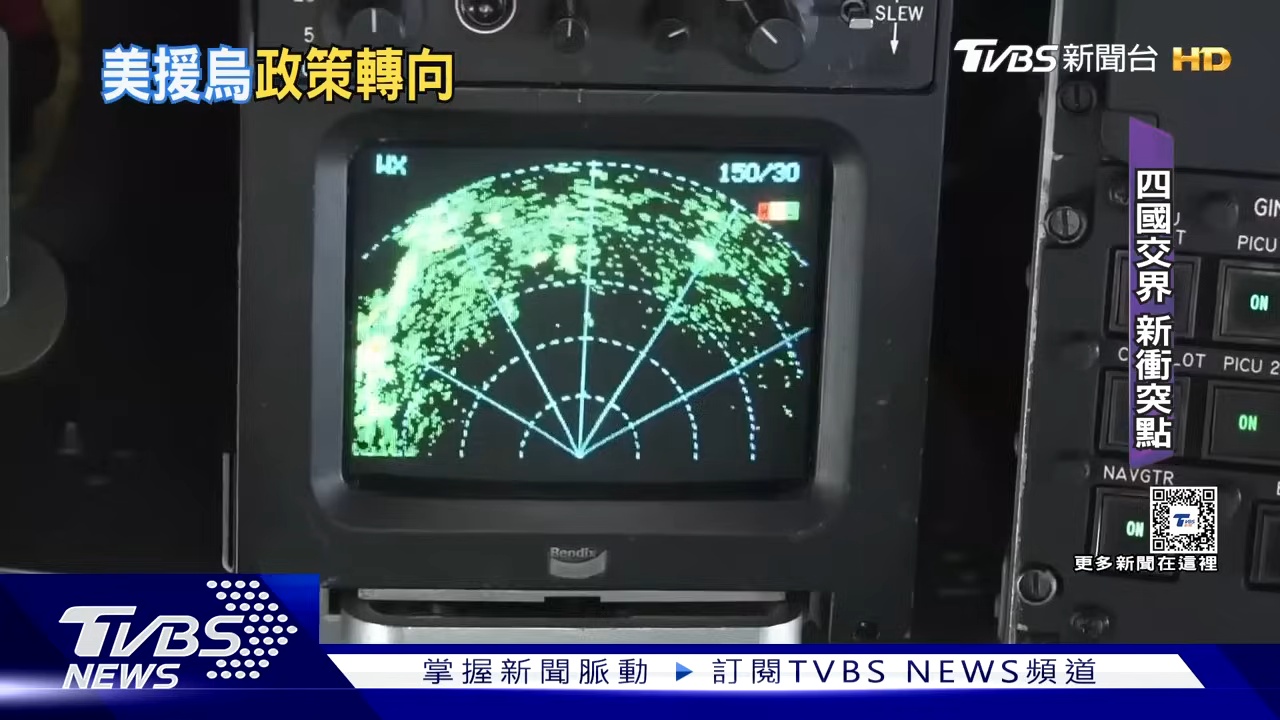 SLEW
5
美援烏政策轉向
TVBS新聞台 HD
WX
150/30
四國交界 新衝突點
PICU
ON
PICU 2
ON
NAVGTR
ON
Bendix
更多新聞在這裡
TVBS
NEWS
掌握新聞脈動 ▶ 訂閱TVBS NEWS頻道